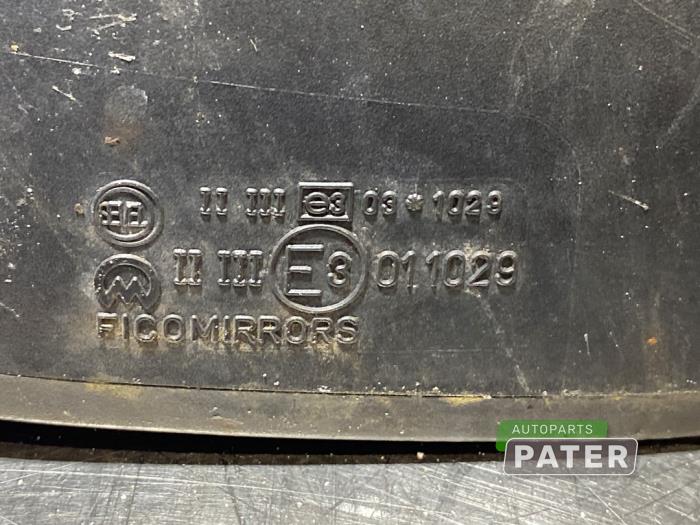 II III e3 03*1029
II III E3 011029
FICOMIRRORS
AUTOPARTS
PATER